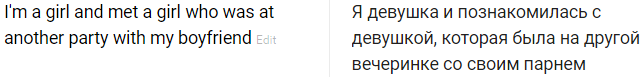 I'm a girl and met a girl who was at
another party with my boyfriend Edit
Я девушка и познакомилась с
девушкой, которая была на другой
вечеринке со своим парнем